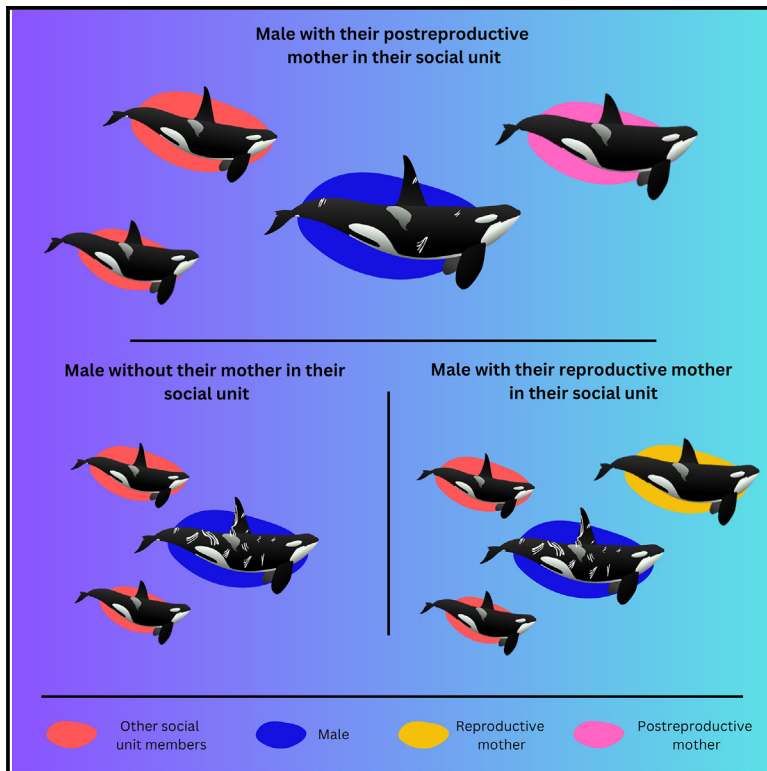 Male with their postreproductive
mother in their social unit
Male without their mother in their
social unit
Male with their reproductive mother
in their social unit
Other social
unit members
Male
Reproductive
mother
Postreproductive
mother